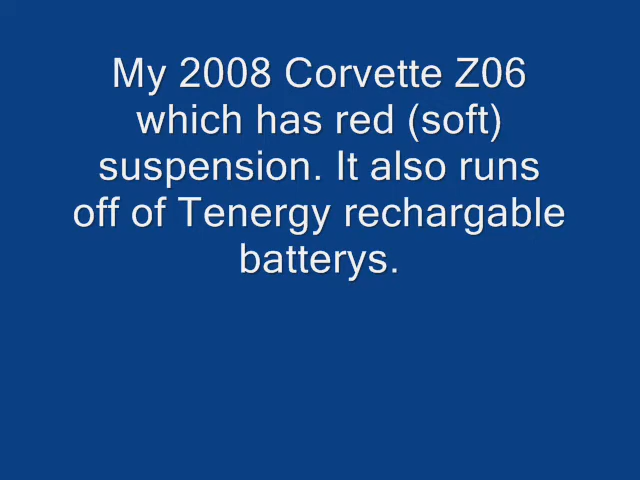 My 2008 Corvette Z06
which has red (soft)
suspension. It also runs
off of Tenergy rechargable
batterys.